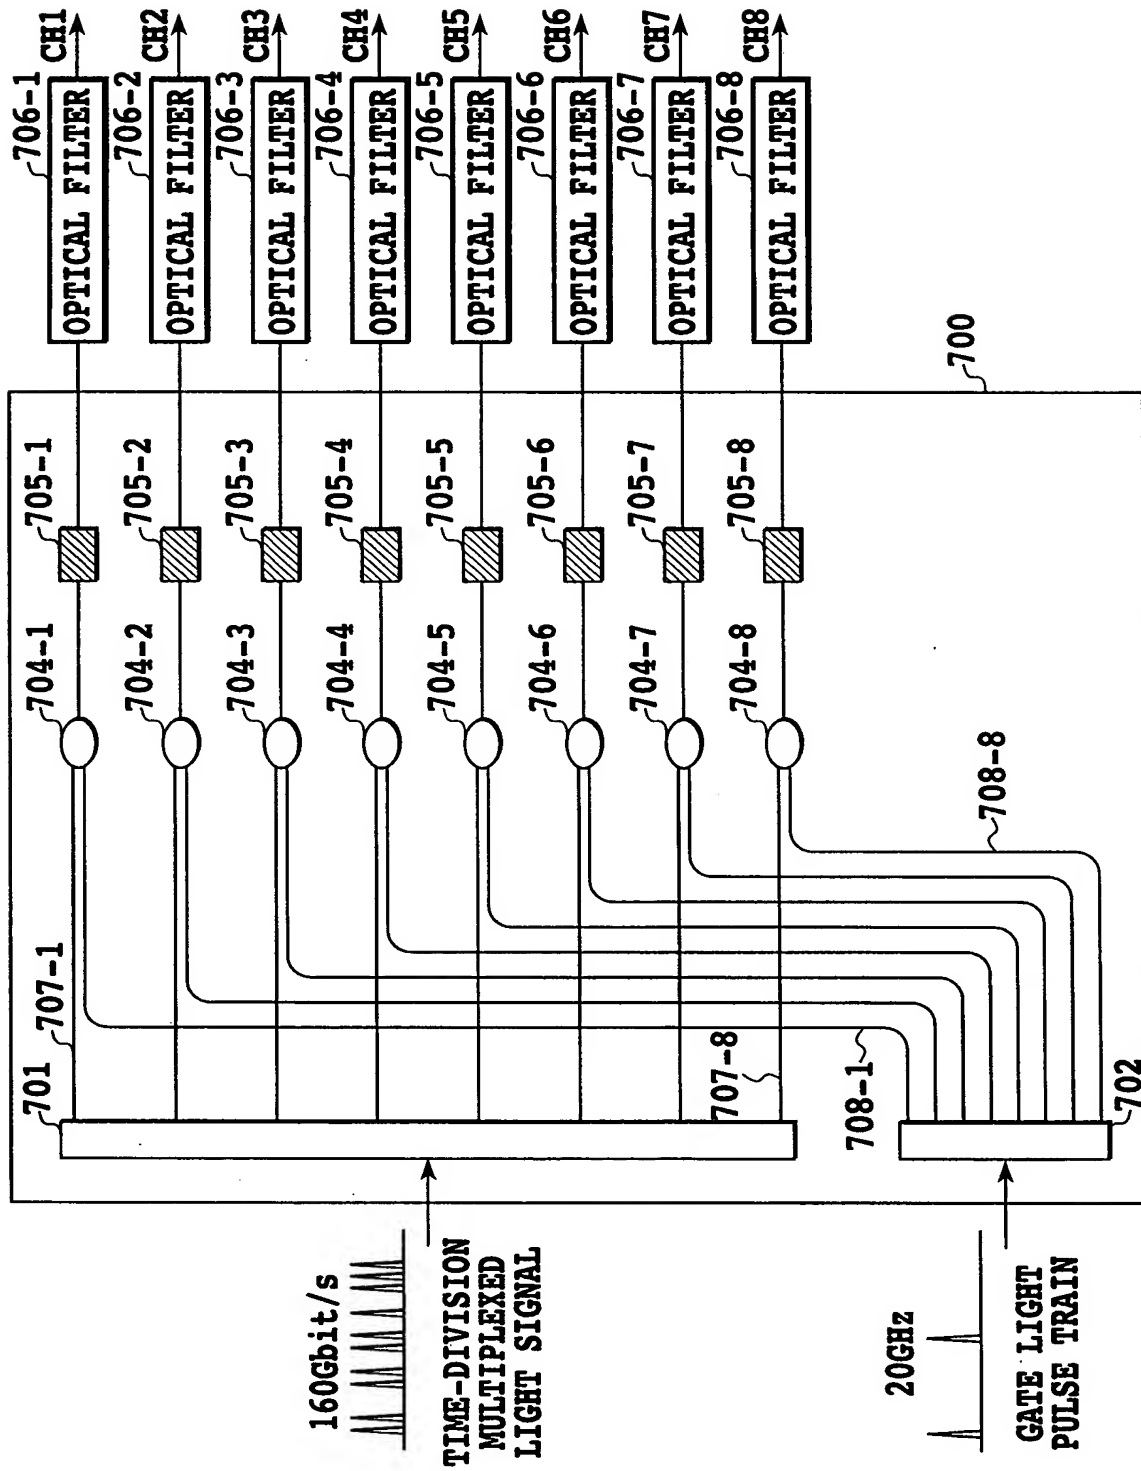 160Gbit/s
TIME-DIVISION
MULTIPLEXED
LIGHT SIGNAL
20GHz
GATE LIGHT
PULSE TRAIN
701
707-1
707-8
708-1
702
708-8
700
704-1
704-2
704-3
704-4
704-5
704-6
704-7
704-8
705-1
705-2
705-3
705-4
705-5
705-6
705-7
705-8
706-1
OPTICAL FILTER
CH1
706-2
OPTICAL FILTER
CH2
706-3
OPTICAL FILTER
CH3
706-4
OPTICAL FILTER
CH4
706-5
OPTICAL FILTER
CH5
706-6
OPTICAL FILTER
CH6
706-7
OPTICAL FILTER
CH7
706-8
OPTICAL FILTER
CH8